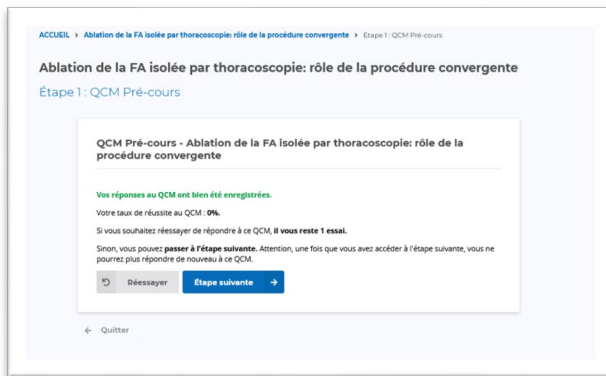 ACCUEIL > Ablation de la FA isolée par thoracoscopie: rôle de la procédure convergente > Étape 1 : QCM Pré-cours
Ablation de la FA isolée par thoracoscopie: rôle de la procédure convergente
Étape 1 : QCM Pré-cours
QCM Pré-cours - Ablation de la FA isolée par thoracoscopie: rôle de la
procédure convergente
Vos réponses au QCM ont bien été enregistrées.
Votre taux de réussite au QCM : 0%.
Si vous souhaitez réessayer de répondre à ce QCM, il vous reste 1 essai.
Sinon, vous pouvez passer à l'étape suivante. Attention, une fois que vous avez accéder à l'étape suivante, vous ne
pourrez plus répondre de nouveau à ce QCM.
Réessayer Étape suivante →
← Quitter